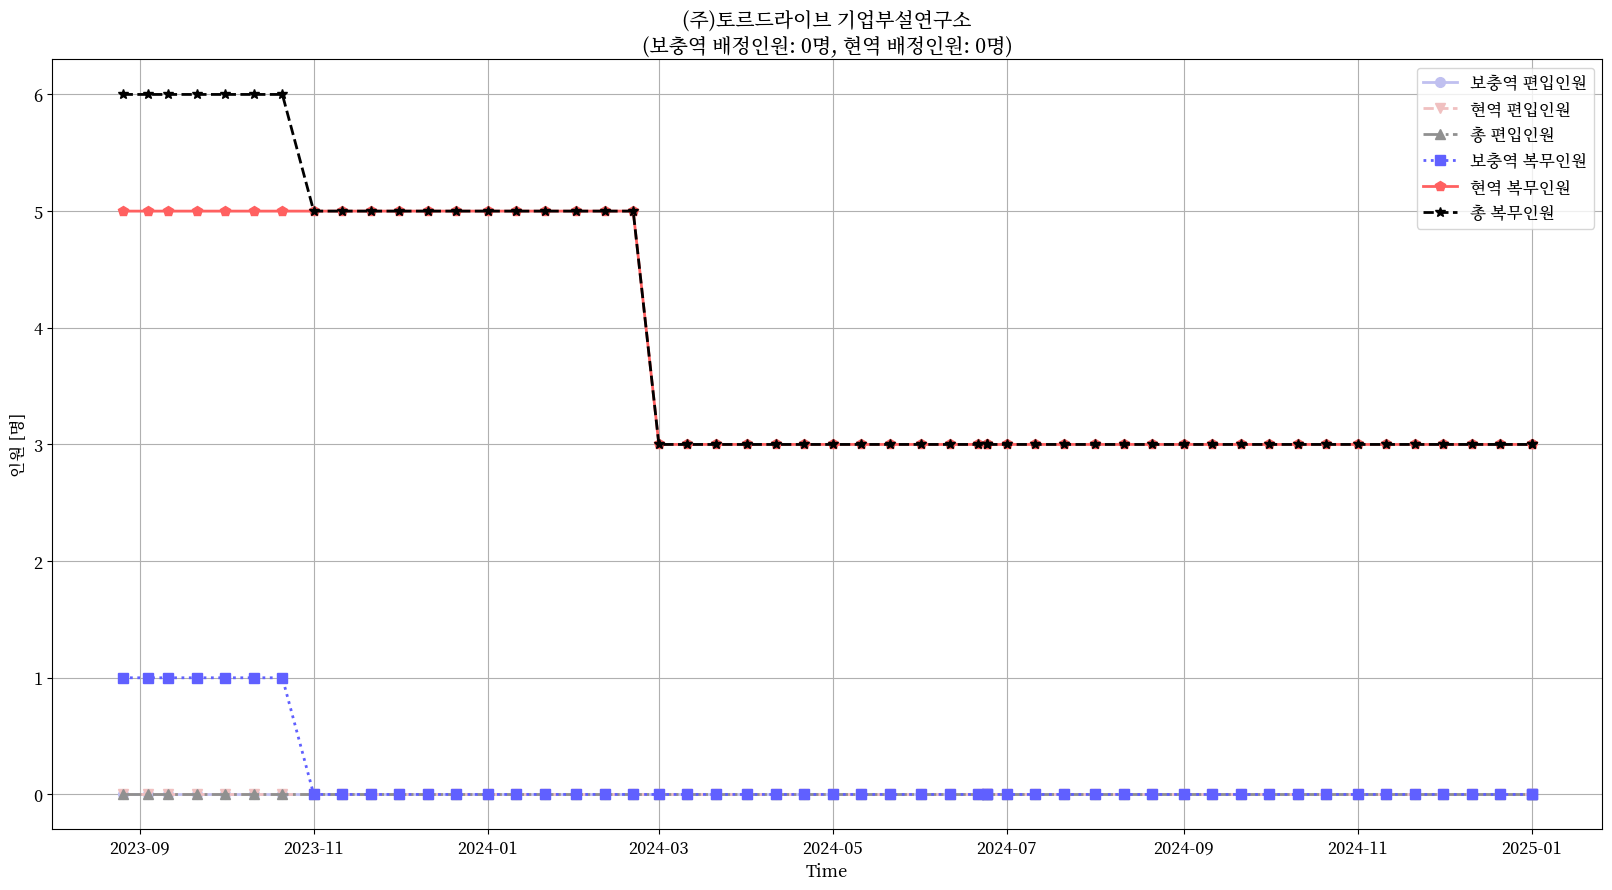 (주)토르드라이브 기업부설연구소
(보충역 배정인원: 0명, 현역 배정인원: 0명)
보충역 편입인원
현역 편입인원
총 편입인원
보충역 복무인원
현역 복무인원
총 복무인원
인원 [명]
6
5
4
3
2
1
0
2023-09
2023-11
2024-01
2024-03
2024-05
2024-07
2024-09
2024-11
2025-01
Time